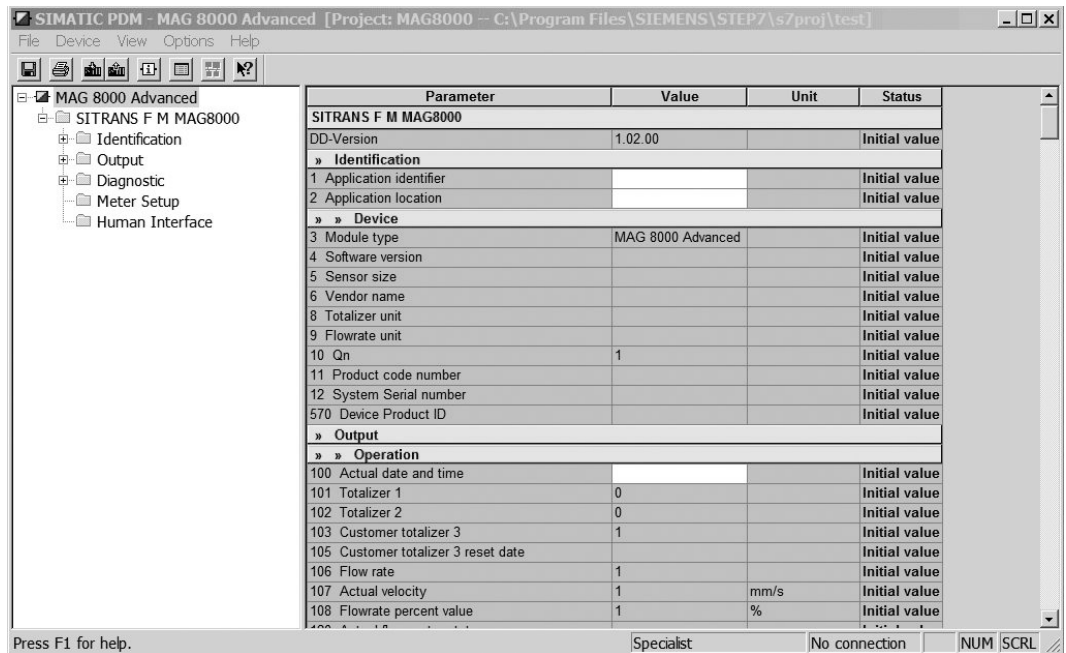 SIMATIC PDM - MAG 8000 Advanced [Project: MAG8000 -- C:\Program Files\SIEMENS\STEP7\s7proj\test]
File Device View Options Help
MAG 8000 Advanced
SITRANS F M MAG8000
Identification
Output
Diagnostic
Meter Setup
Human Interface
Parameter Value Unit Status
SITRANS F M MAG8000
DD-Version 1.02.00 Initial value
» Identification
1 Application identifier Initial value
2 Application location Initial value
» » Device
3 Module type MAG 8000 Advanced Initial value
4 Software version Initial value
5 Sensor size Initial value
6 Vendor name Initial value
8 Totalizer unit Initial value
9 Flowrate unit Initial value
10 Qn 1 Initial value
11 Product code number Initial value
12 System Serial number Initial value
570 Device Product ID Initial value
» Output
» » Operation
100 Actual date and time Initial value
101 Totalizer 1 0 Initial value
102 Totalizer 2 0 Initial value
103 Customer totalizer 3 1 Initial value
105 Customer totalizer 3 reset date Initial value
106 Flow rate 1 Initial value
107 Actual velocity 1 mm/s Initial value
108 Flowrate percent value 1 % Initial value
Press F1 for help. Specialist No connection NUM SCRL